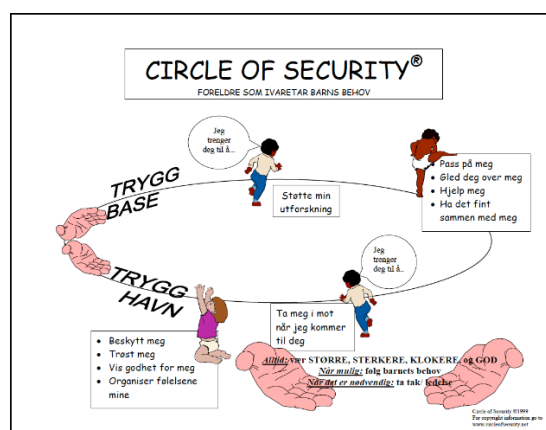 CIRCLE OF SECURITY®
FORELDRE SOM IVARETAR BARNS BEHOV
Jeg
trenger
deg til å...
TRYGG
BASE
Støtte min
utforskning
• Pass på meg
• Gled deg over meg
• Hjelp meg
• Ha det fint
sammen med meg
Jeg
trenger
deg til å..
TRYGG
HAVN
Ta meg i mot
når jeg kommer
til deg
• Beskytt meg
• Trøst meg
• Vis godhet for meg
• Organiser følelsene
mine
Alltid: vær STØRRE, STERKERE, KLOKERE, og GOD
Når mulig: følg barnets behov
Når det er nødvendig: ta tak/ ledelse
Circle of Security ©1999
For copyright information go to
www.circleofsecurity.net